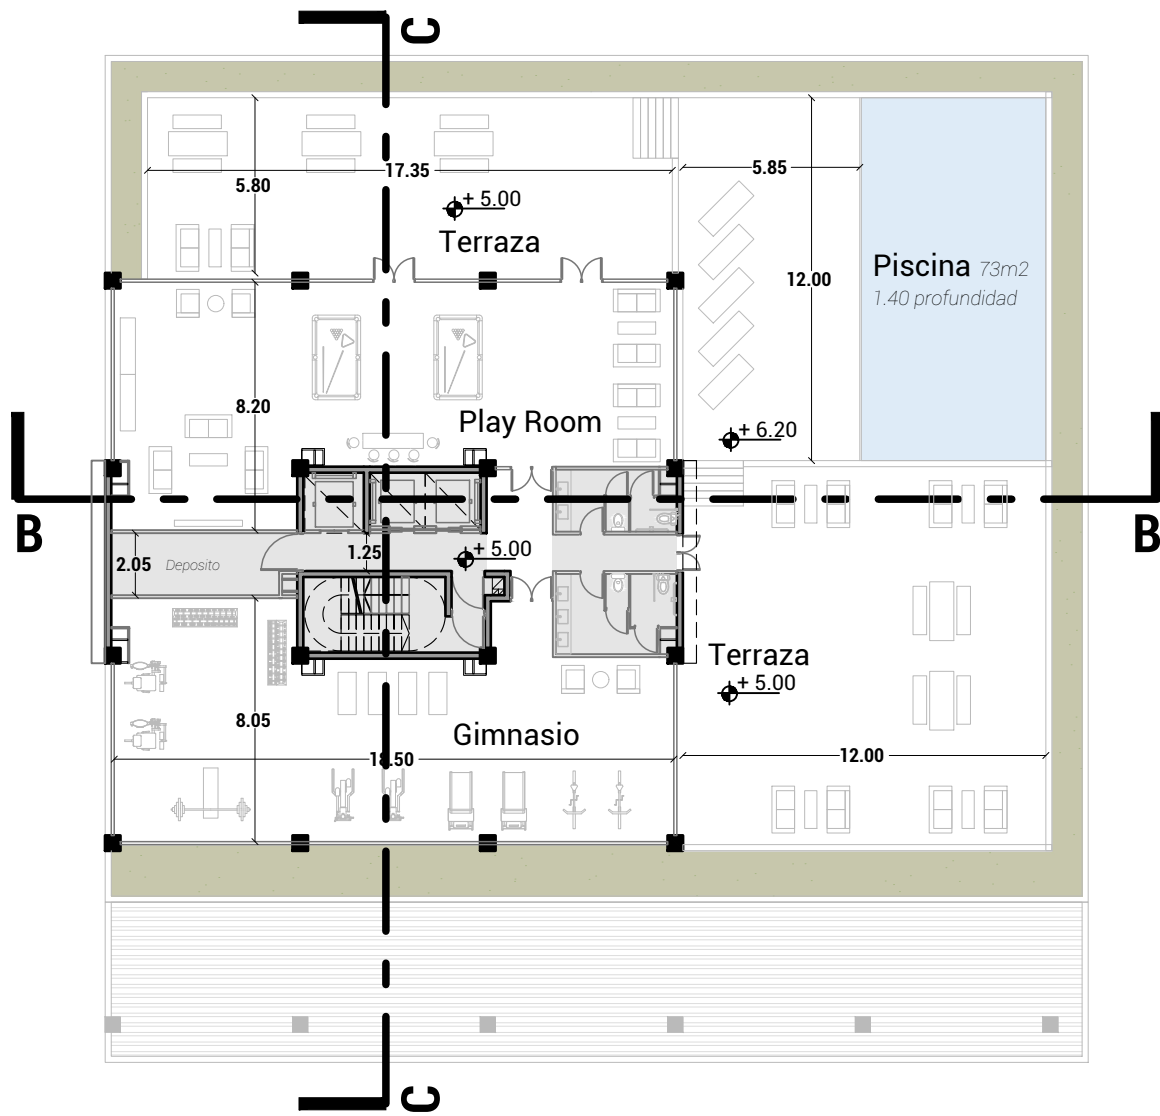 C
17.35
5.85
5.80
+ 5.00
Terraza
Piscina 73m2
1.40 profundidad
12.00
8.20
Play Room
+ 6.20
B
B
2.05
Deposito
1.25
+ 5.00
Terraza
+ 5.00
8.05
Gimnasio
18.50
12.00
C